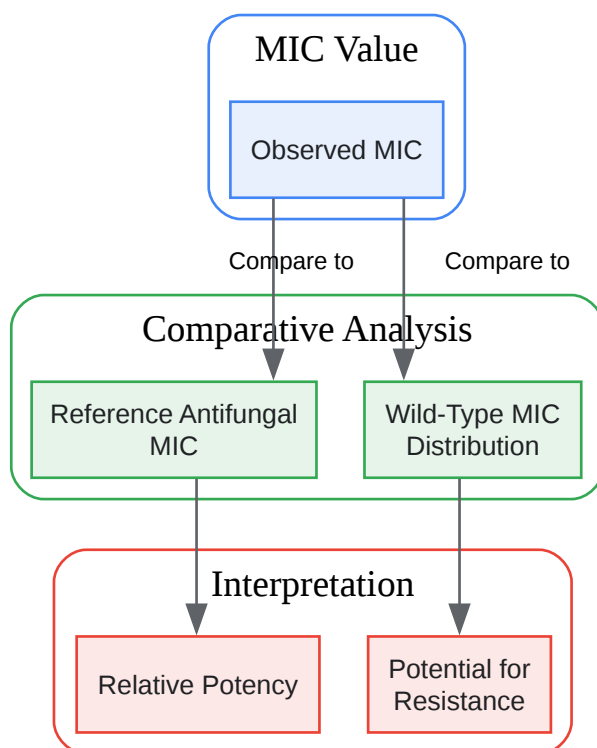 MIC Value
Observed MIC
Compare to
Compare to
Comparative Analysis
Reference Antifungal
MIC
Wild-Type MIC
Distribution
Interpretation
Relative Potency
Potential for
Resistance